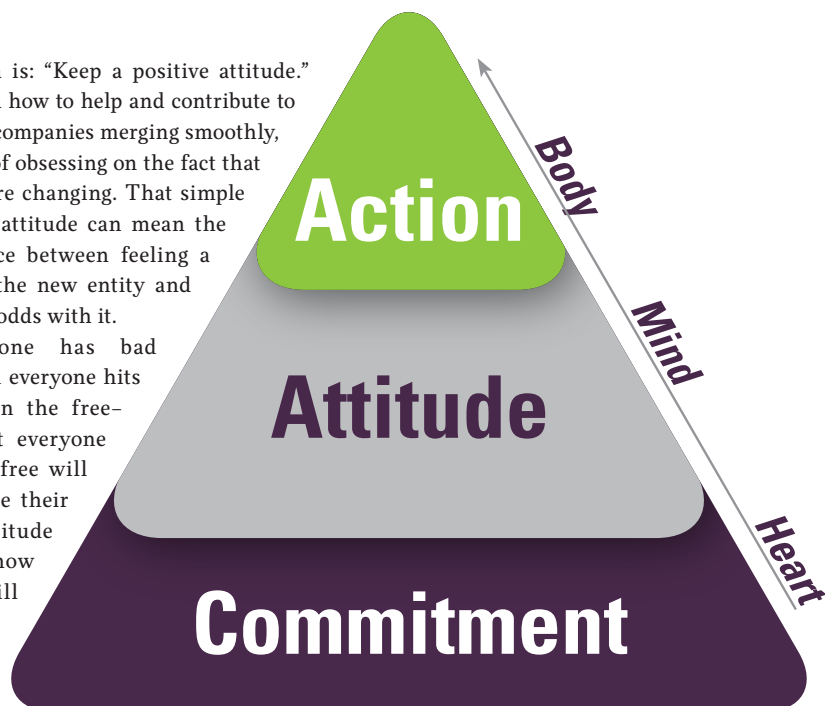 is: “Keep a positive attitude.”
how to help and contribute to
companies merging smoothly,
of obsessing on the fact that
re changing. That simple
attitude can mean the
ce between feeling a
the new entity and
odds with it.
one has bad
everyone hits
n the free–
t everyone
free will
e their
itude
now
ill
Action
Attitude
Commitment
Body
Mind
Heart